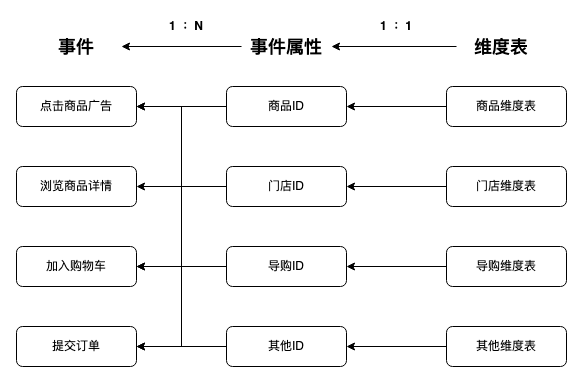 1 : N
1 : 1
事件
事件属性
维度表
点击商品广告
商品ID
商品维度表
浏览商品详情
门店ID
门店维度表
加入购物车
导购ID
导购维度表
提交订单
其他ID
其他维度表